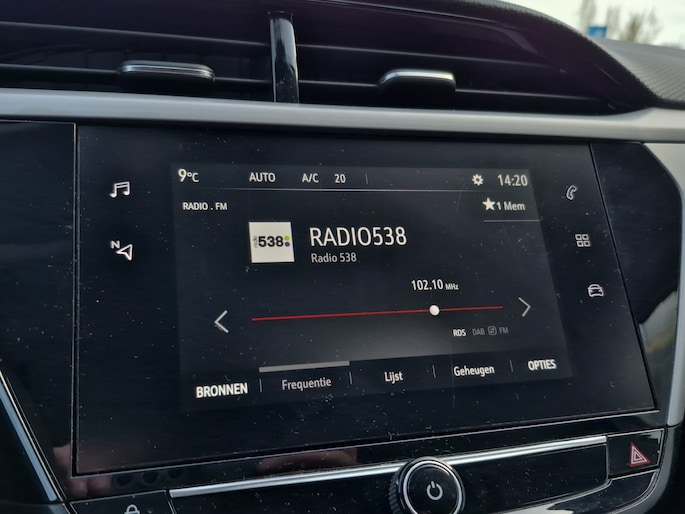 9°C AUTO A/C 20 14:20
RADIO . FM
1 Mem
538
RADIO538
Radio 538
102.10 MHz
RDS DAB FM
BRONNEN Frequentie Lijst Geheugen OPTIES
N